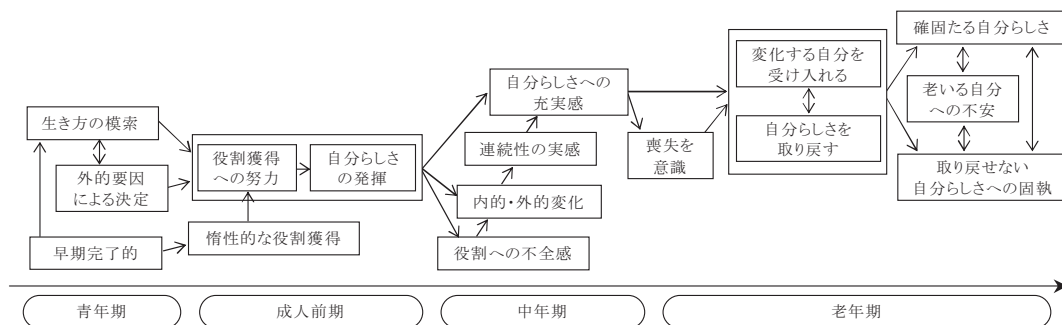 生き方の模索
外的要因
による決定
早期完了的
役割獲得
への努力
自分らしさ
の発揮
惰性的な役割獲得
自分らしさへの
充実感
連続性の実感
内的・外的変化
役割への不全感
喪失を
意識
変化する自分を
受け入れる
自分らしさを
取り戻す
確固たる自分らしさ
老いる自分
への不安
取り戻せない
自分らしさへの固執
青年期
成人前期
中年期
老年期